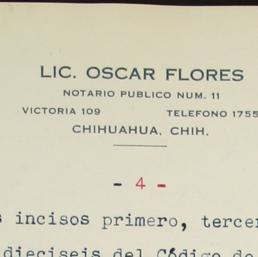 LIC. OSCAR FLORES
NOTARIO PUBLICO NUM. 11
VICTORIA 109 TELEFONO 1755
CHIHUAHUA, CHIH.
- 4 -
incisos primero, tercer
dieciseis del Código de